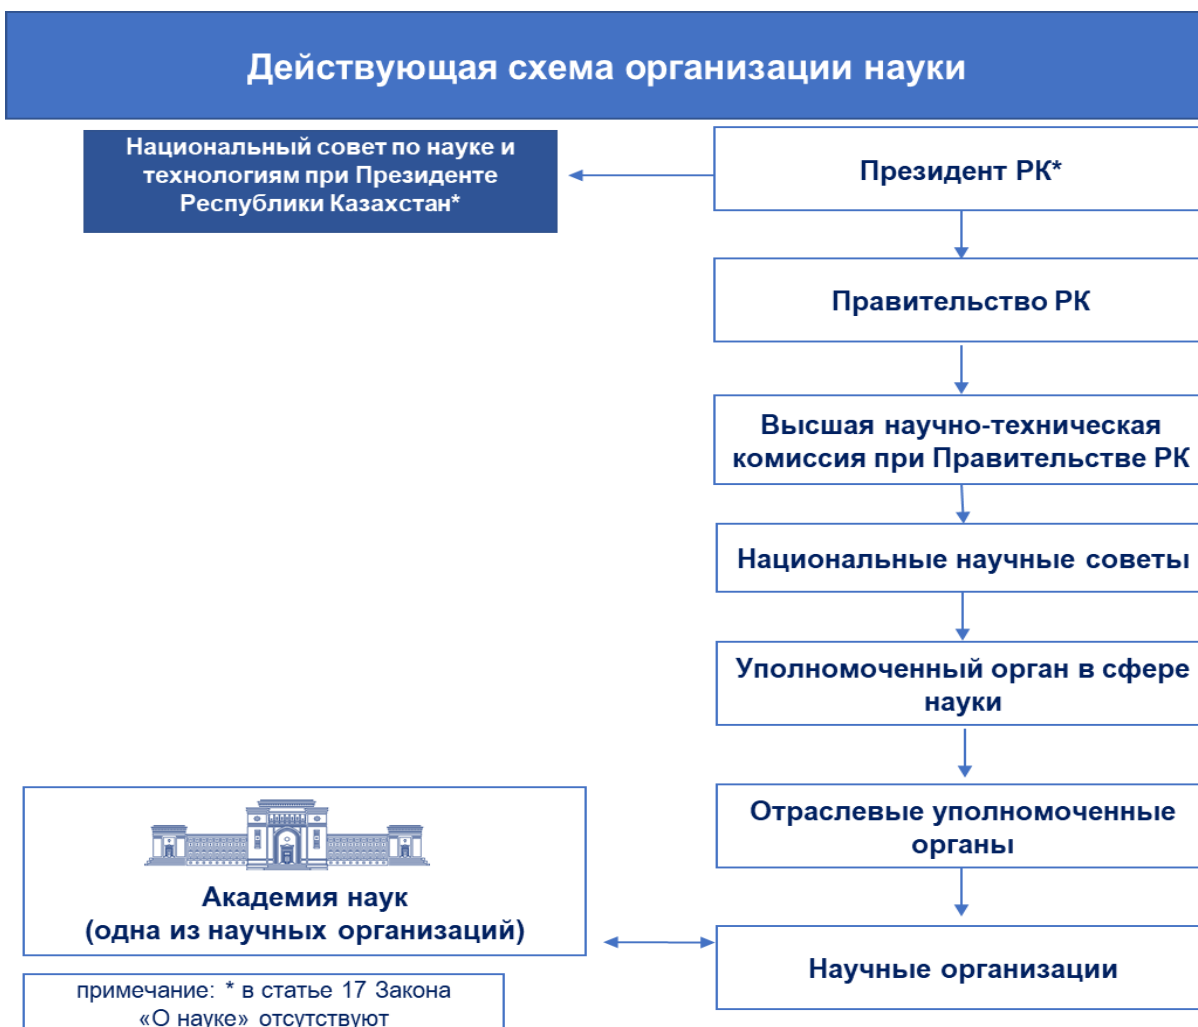 Действующая схема организации науки
Национальный совет по науке и
технологиям при Президенте
Республики Казахстан*
Президент РК*
Правительство РК
Высшая научно-техническая
комиссия при Правительстве РК
Национальные научные советы
Уполномоченный орган в сфере
науки
Отраслевые уполномоченные
органы
Академия наук
(одна из научных организаций)
Научные организации
примечание: * в статье 17 Закона
«О науке» отсутствуют